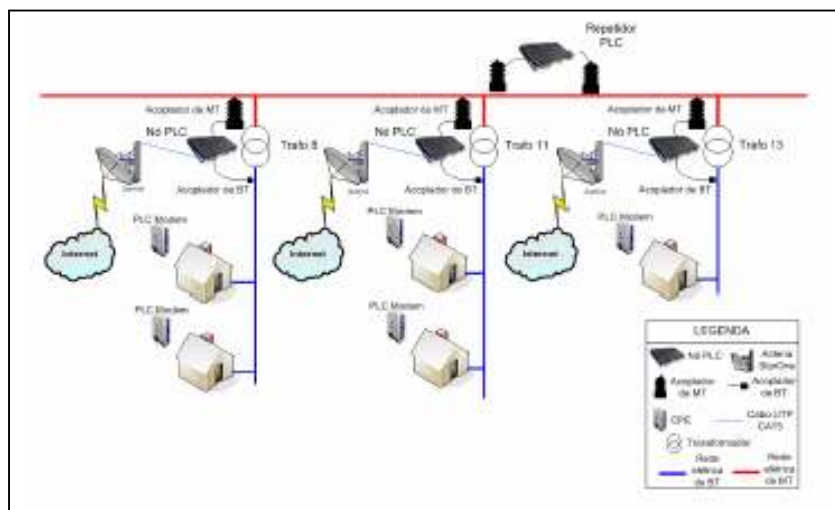 Repetidor
PLC
Acoplador de MT
Acoplador de MT
Acoplador de MT
Nó PLC
Trafo 8
Nó PLC
Trafo 11
Nó PLC
Trafo 13
Acoplador de BT
Acoplador de BT
Acoplador de BT
PLC Modem
PLC Modem
PLC Modem
Internet
Internet
Internet
PLC Modem
PLC Modem
LEGENDA
Nó PLC
Antena
StarOne
Acoplador
de MT
Acoplador
de BT
CPE
Cabo UTP
CAT5
Transformador
Rede
elétrica
de BT
Rede
elétrica
de MT